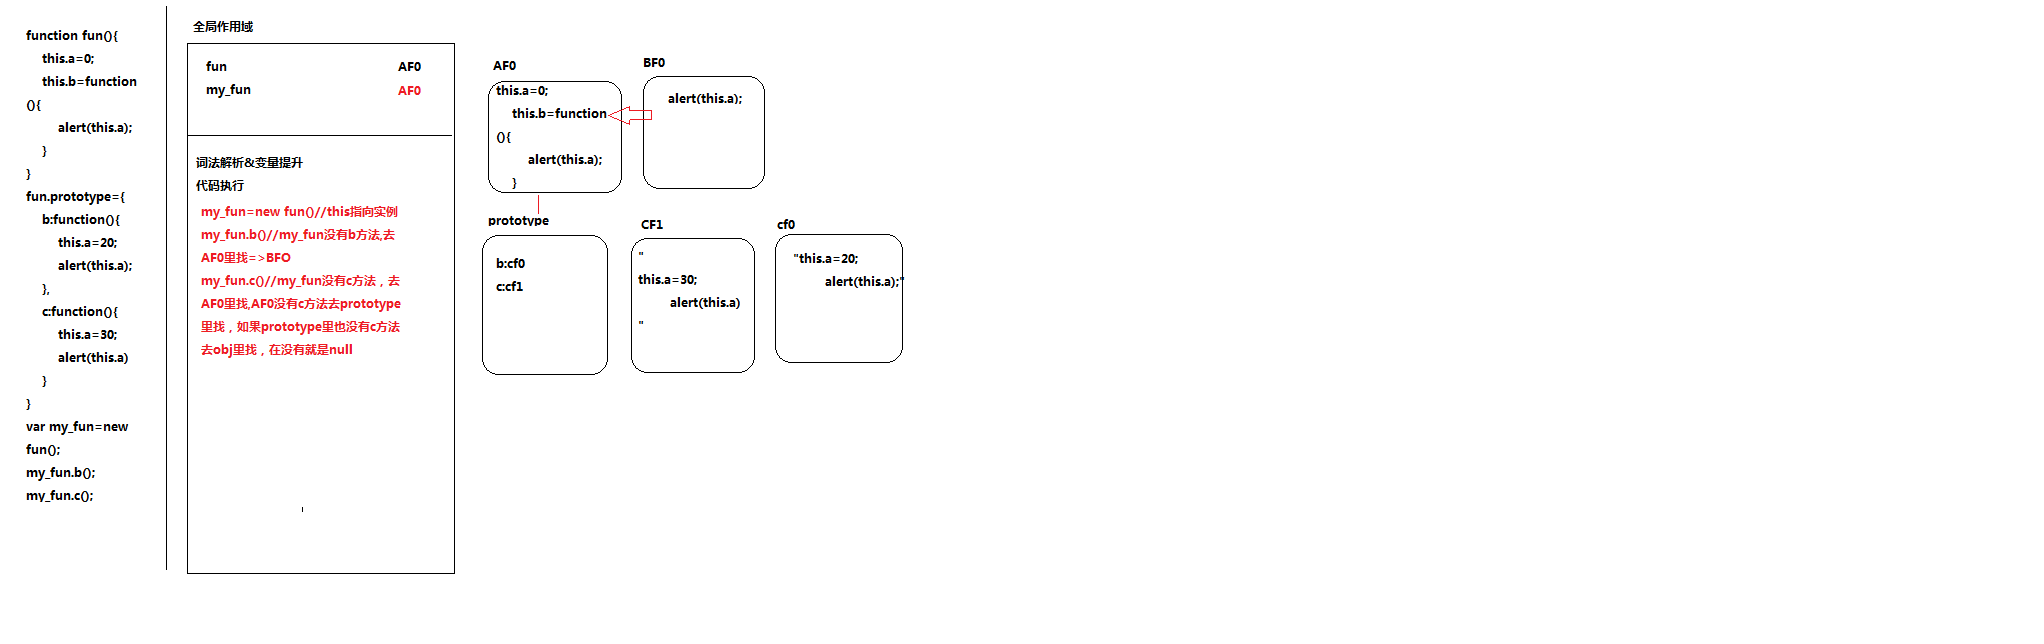 function fun(){
this.a=0;
this.b=function
(){
alert(this.a);
}
}
fun.prototype={
b:function(){
this.a=20;
alert(this.a);
},
c:function(){
this.a=30;
alert(this.a)
}
}
var my_fun=new
fun();
my_fun.b();
my_fun.c();
全局作用域
fun AF0
my_fun AF0
词法解析&变量提升
代码执行
my_fun=new fun()//this指向实例
my_fun.b()//my_fun没有b方法,去
AF0里找=>BFO
my_fun.c()//my_fun没有c方法，去
AF0里找,AF0没有c方法去prototype
里找，如果prototype里也没有c方法
去obj里找，在没有就是null
AF0
this.a=0;
this.b=function
(){
alert(this.a);
}
BF0
alert(this.a);
prototype
b:cf0
c:cf1
CF1
"
this.a=30;
alert(this.a)
"
cf0
"this.a=20;
alert(this.a);"